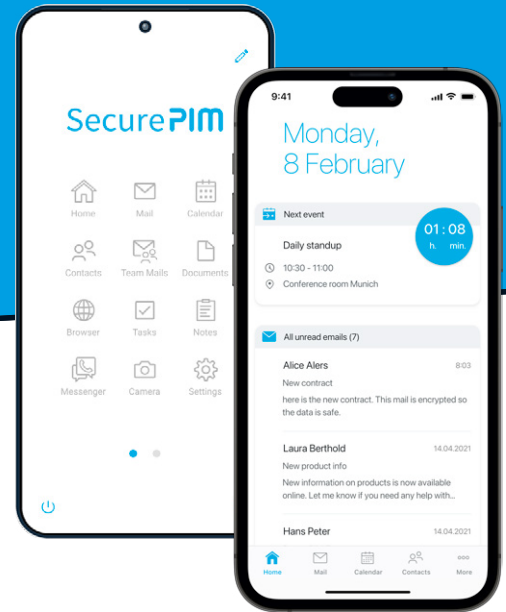 SecurePIM
Home Mail Calendar
Contacts Team Mails Documents
Browser Tasks Notes
Messenger Camera Settings
9:41
Monday,
8 February
Next event
01:08
h. min.
Daily standup
10:30 - 11:00
Conference room Munich
All unread emails (7)
Alice Alers 8:03
New contract
here is the new contract. This mail is encrypted so
the data is safe.
Laura Berthold 14.04.2021
New product info
New information on products is now available
online. Let me know if you need any help with...
Hans Peter 14.04.2021
Home Mail Calendar Contacts More